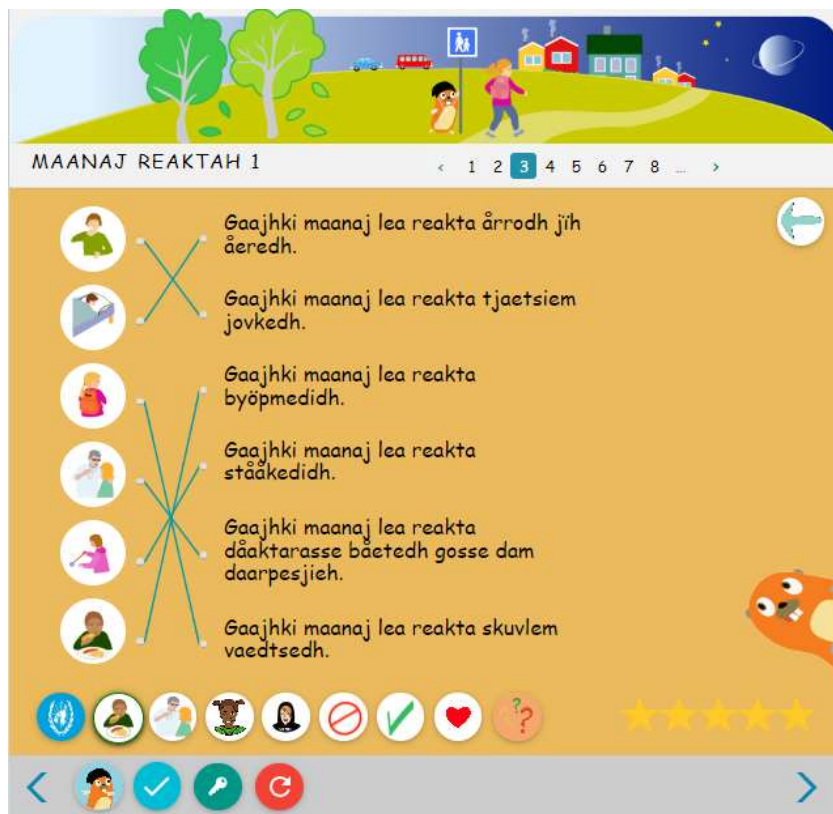 MAANAJ REAKTAH 1
‹ 1 2 3 4 5 6 7 8 ... ›
Gaajhki maanaj lea reakta årrodh jïh
åeredh.
Gaajhki maanaj lea reakta tjaetsiem
jovkedh.
Gaajhki maanaj lea reakta
byöpmedidh.
Gaajhki maanaj lea reakta
stååkedidh.
Gaajhki maanaj lea reakta
dåaktarasse båetedh gosse dam
daarpesjieh.
Gaajhki maanaj lea reakta skuvlem
vaedtsedh.
???